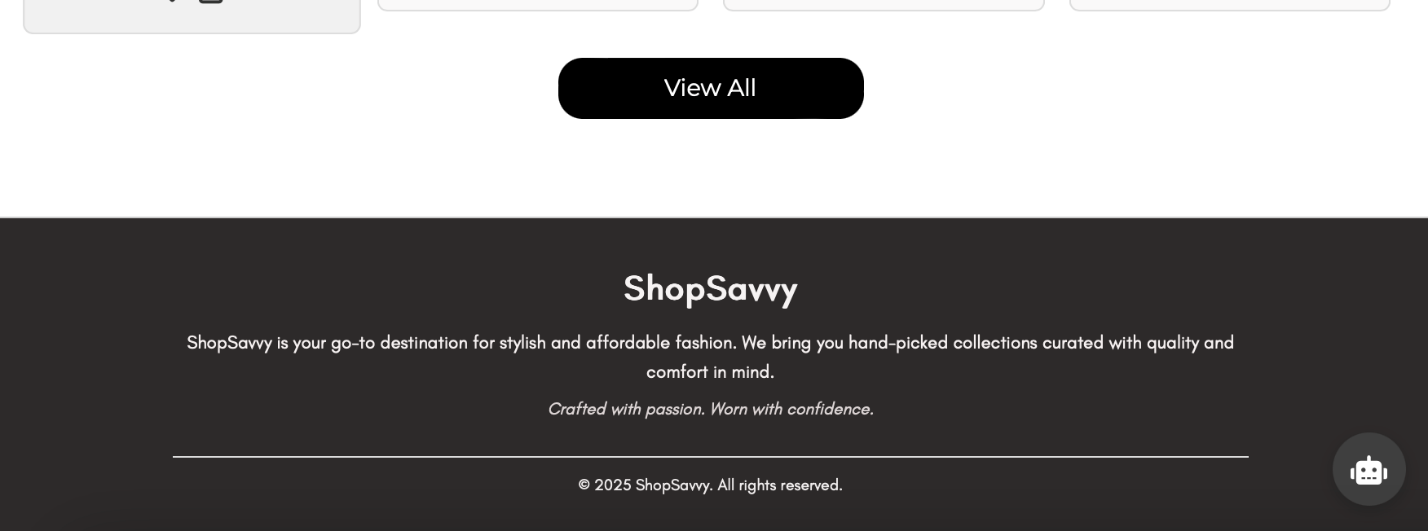 View All
ShopSavvy
ShopSavvy is your go-to destination for stylish and affordable fashion. We bring you hand-picked collections curated with quality and
comfort in mind.
Crafted with passion. Worn with confidence.
© 2025 ShopSavvy. All rights reserved.